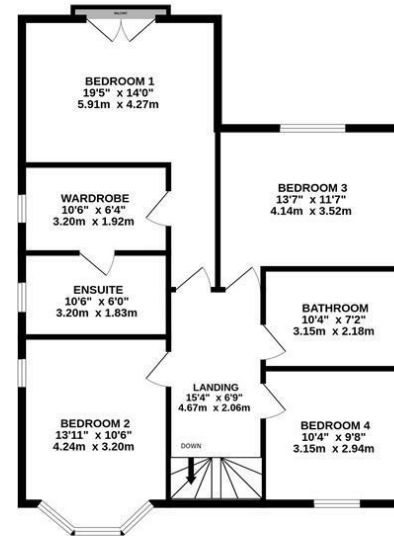 BALCONY
BEDROOM 1
19'5" x 14'0"
5.91m x 4.27m
WARDROBE
10'6" x 6'4"
3.20m x 1.92m
BEDROOM 3
13'7" x 11'7"
4.14m x 3.52m
ENSUITE
10'6" x 6'0"
3.20m x 1.83m
BATHROOM
10'4" x 7'2"
3.15m x 2.18m
LANDING
15'4" x 6'9"
4.67m x 2.06m
BEDROOM 2
13'11" x 10'6"
4.24m x 3.20m
BEDROOM 4
10'4" x 9'8"
3.15m x 2.94m
DOWN